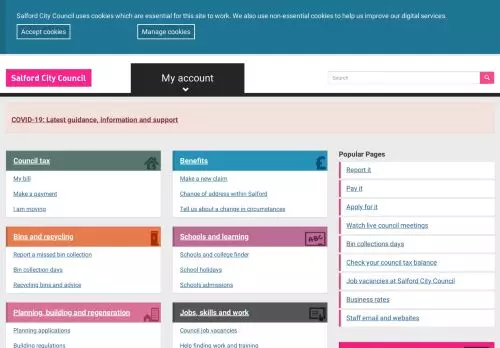 Salford City Council uses cookies which are essential for this site to work. We also use non-essential cookies to help us improve our digital services.
Accept cookies
Manage cookies
Salford City Council
My account
Search
COVID-19: Latest guidance, information and support
Council tax
My bill
Make a payment
I am moving
Benefits
Make a new claim
Change of address within Salford
Tell us about a change in circumstances
Bins and recycling
Report a missed bin collection
Bin collection days
Recycling bins and advice
Schools and learning
ABC
Schools and college finder
School holidays
Schools admissions
Planning, building and regeneration
Planning applications
Building regulations
Jobs, skills and work
Council job vacancies
Help finding work and training
Popular Pages
Report it
Pay it
Apply for it
Watch live council meetings
Bin collections days
Check your council tax balance
Job vacancies at Salford City Council
Business rates
Staff email and websites